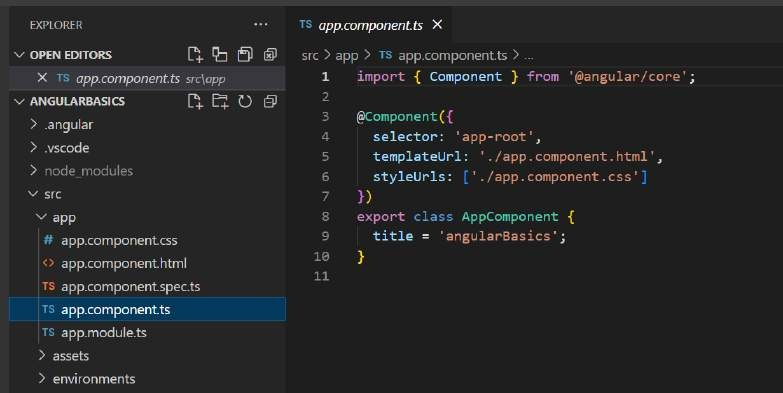 EXPLORER ...
OPEN EDITORS
TS app.component.ts src\app
ANGULARBASICS
.angular
.vscode
node_modules
src
app
# app.component.css
<> app.component.html
TS app.component.spec.ts
TS app.component.ts
TS app.module.ts
assets
environments
TS app.component.ts
src > app > TS app.component.ts > ...
1 import { Component } from '@angular/core';
2
3 @Component({
4 selector: 'app-root',
5 templateUrl: './app.component.html',
6 styleUrls: ['./app.component.css']
7 })
8 export class AppComponent {
9 title = 'angularBasics';
10 }
11